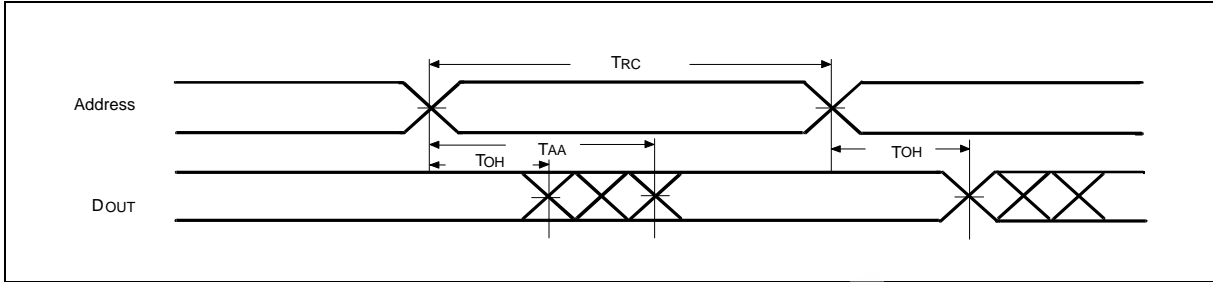 TRC
Address
TAA
TOH
TOH
DOUT